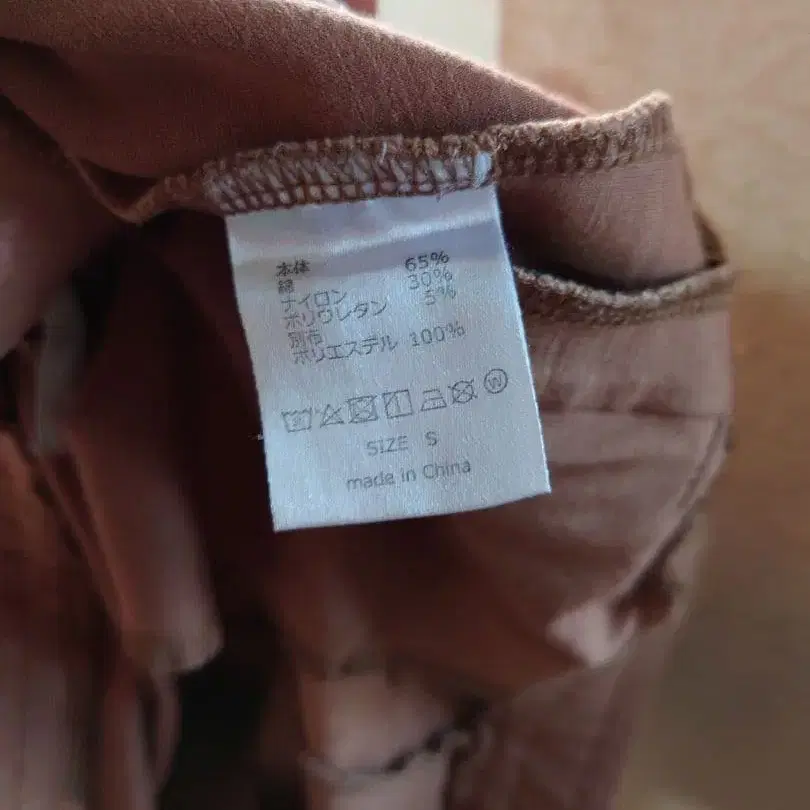 本体
綿 65%
ナイロン 30%
ポリウレタン 5%
別布
ポリエステル 100%
W
SIZE S
made in China